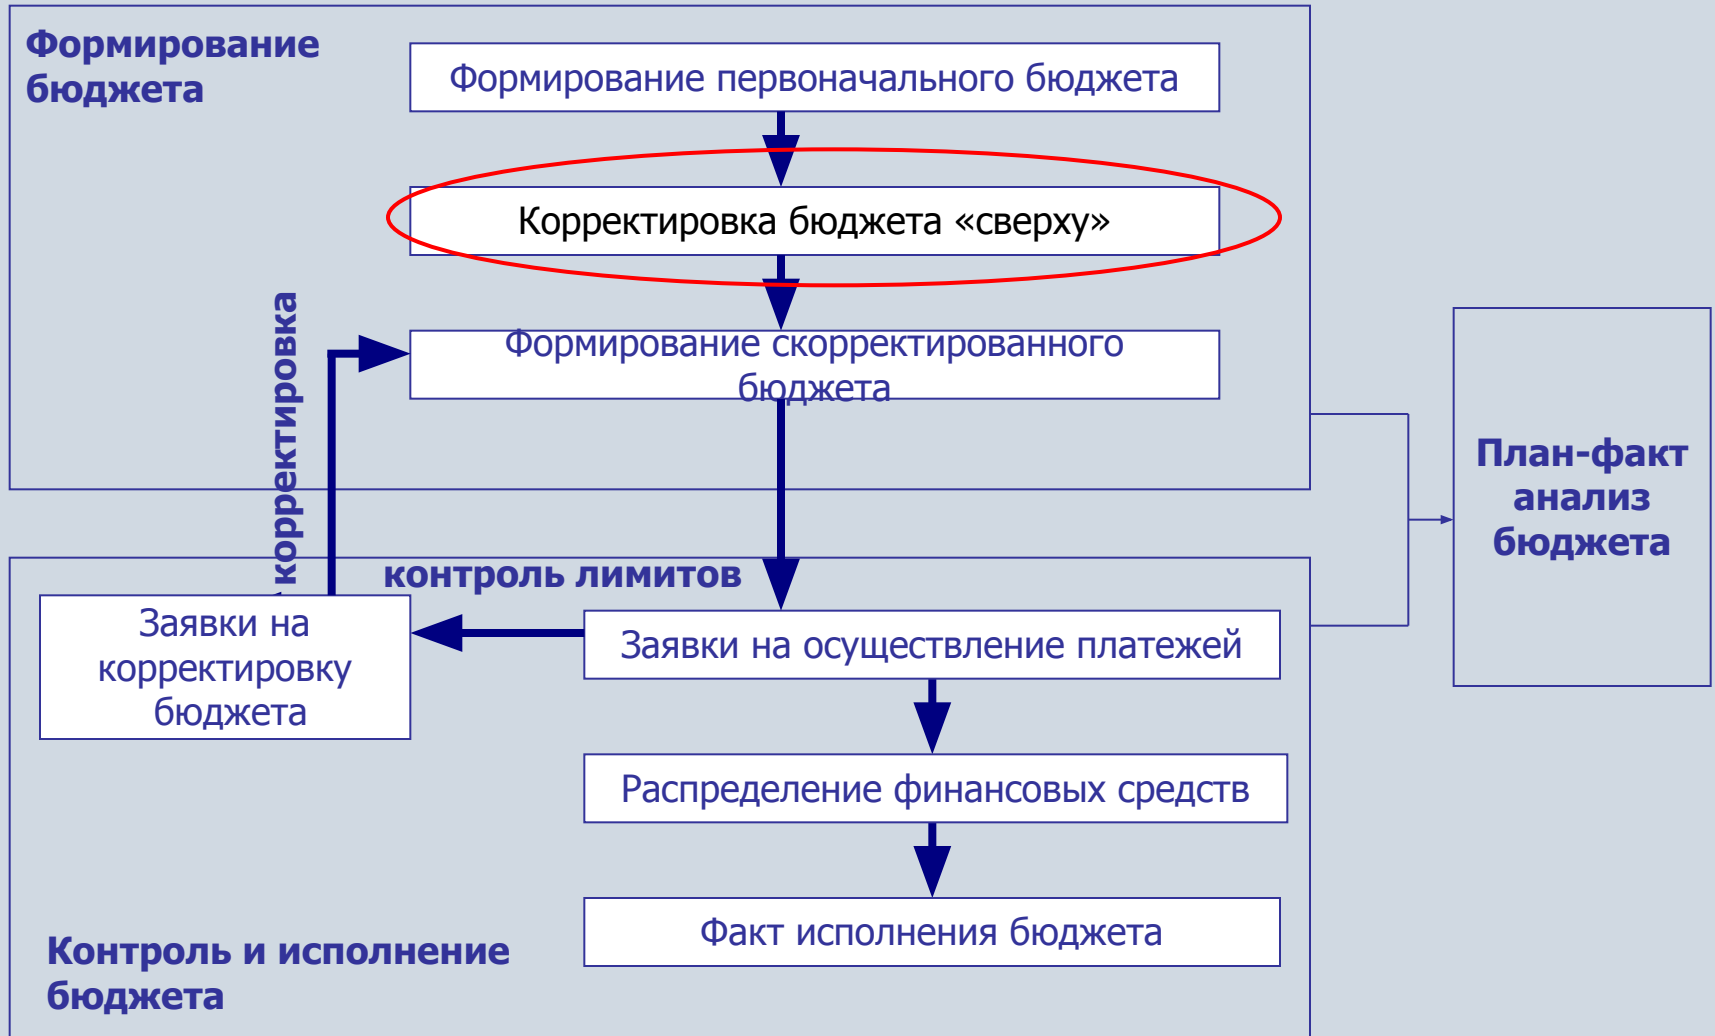 Формирование
бюджета
Формирование первоначального бюджета
Корректировка бюджета «сверху»
Формирование скорректированного
бюджета
корректировка
План-факт
анализ
бюджета
контроль лимитов
Заявки на
корректировку
бюджета
Заявки на осуществление платежей
Распределение финансовых средств
Факт исполнения бюджета
Контроль и исполнение
бюджета